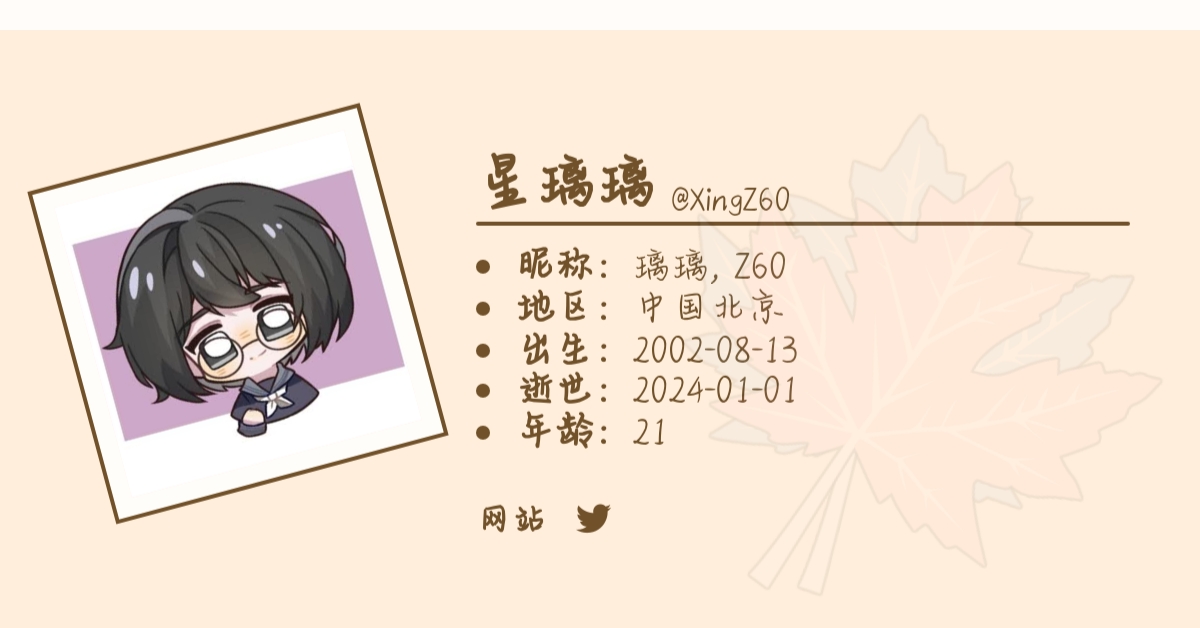 星璃璃 @XingZ60
昵称：璃璃, Z60
地区：中国北京
出生：2002-08-13
逝世：2024-01-01
年龄：21
网站